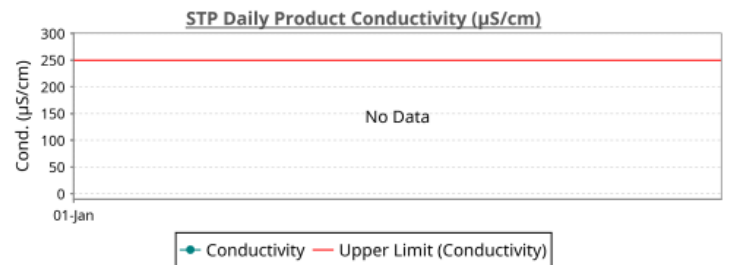 STP Daily Product Conductivity (µS/cm)
300
250
200
150
100
50
0
Cond. (µS/cm)
No Data
01-Jan
Conductivity Upper Limit (Conductivity)